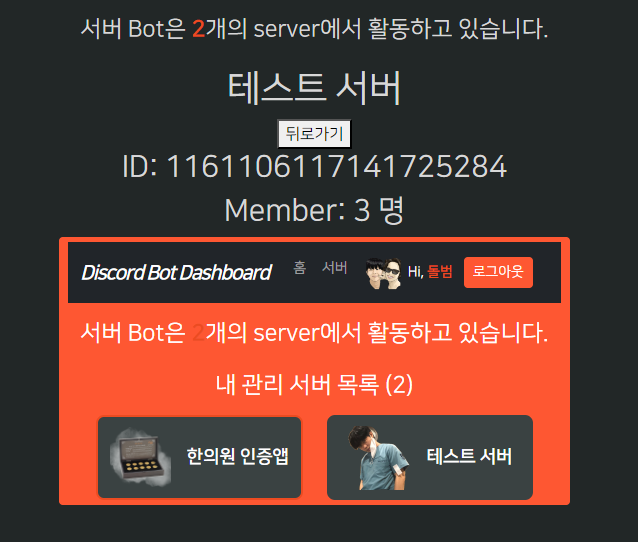 서버 Bot은 2개의 server에서 활동하고 있습니다.
테스트 서버
뒤로가기
ID: 1161106117141725284
Member: 3 명
Discord Bot Dashboard 홈 서버 Hi, 돌범 로그아웃
서버 Bot은 2개의 server에서 활동하고 있습니다.
내 관리 서버 목록 (2)
한의원 인증앱 테스트 서버